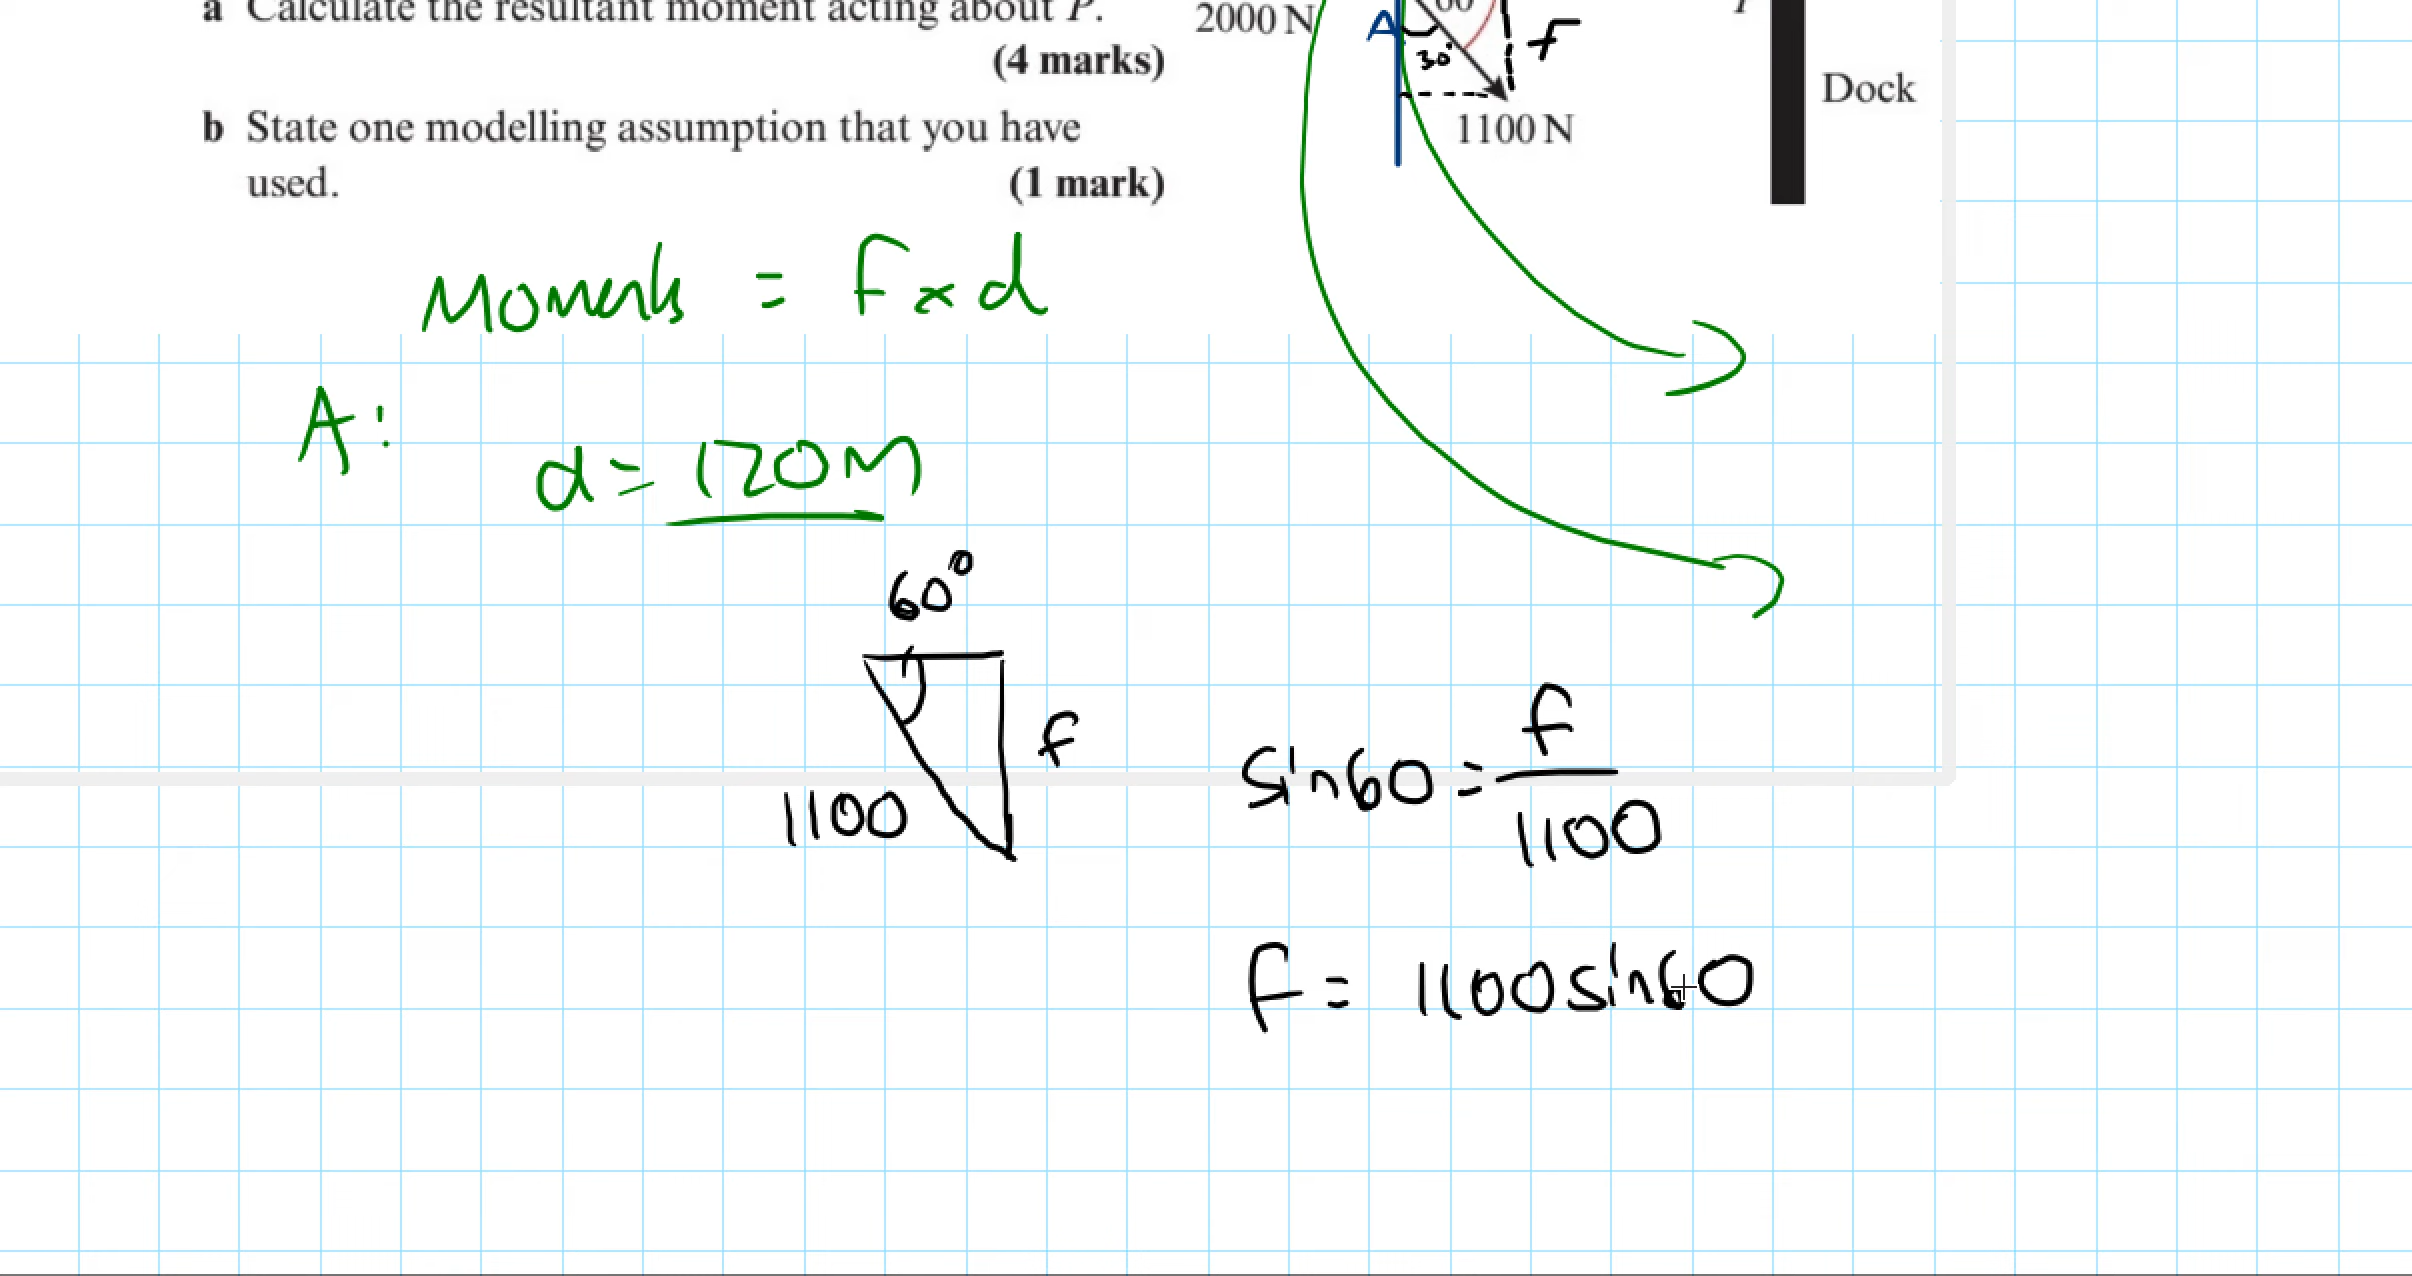 a Calculate the resultant moment acting about P.
(4 marks)
b State one modelling assumption that you have
used. (1 mark)
2000 N
A
60
30°
F
1100 N
P
Dock
Moments = F × d
A:
d = 120m
60°
1100
F
sin60 = F / 1100
F = 1100sin60